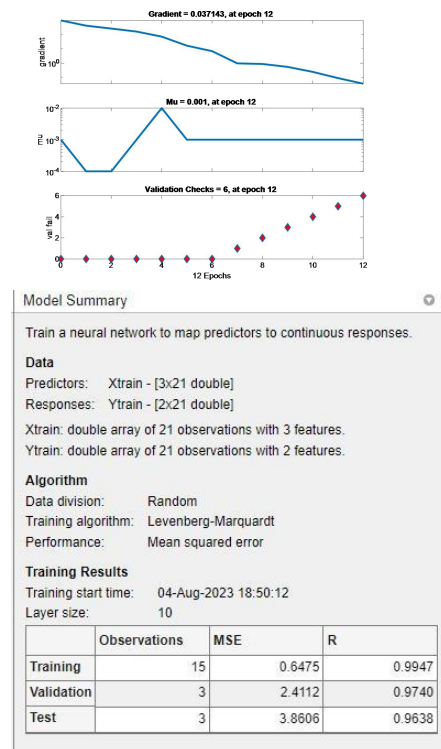 Gradient = 0.037143, at epoch 12
gradient
10^0
Mu = 0.001, at epoch 12
10^-2
10^-3
10^-4
mu
Validation Checks = 6, at epoch 12
6
4
2
0
val fail
0 2 4 6 8 10 12
12 Epochs
Model Summary
Train a neural network to map predictors to continuous responses.
Data
Predictors: Xtrain - [3x21 double]
Responses: Ytrain - [2x21 double]
Xtrain: double array of 21 observations with 3 features.
Ytrain: double array of 21 observations with 2 features.
Algorithm
Data division: Random
Training algorithm: Levenberg-Marquardt
Performance: Mean squared error
Training Results
Training start time: 04-Aug-2023 18:50:12
Layer size: 10
Observations MSE R
Training 15 0.6475 0.9947
Validation 3 2.4112 0.9740
Test 3 3.8606 0.9638